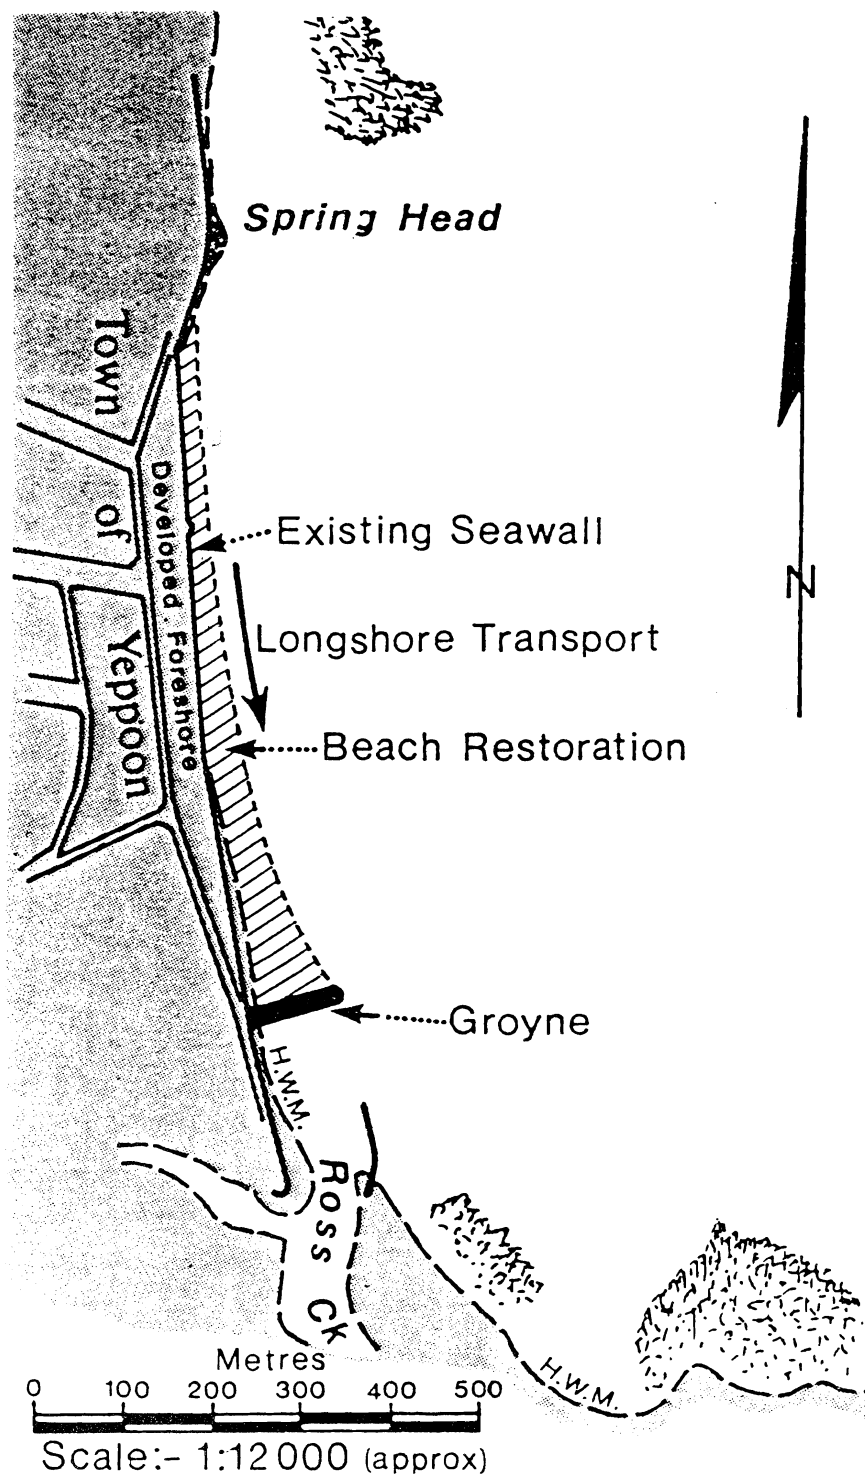 Spring Head
Town of Yeppoon
Developed Foreshore
Existing Seawall
Longshore Transport
Beach Restoration
N
Groyne
H.W.M.
Ross Ck
H.W.M.
Metres
0 100 200 300 400 500
Scale:- 1:12 000 (approx)